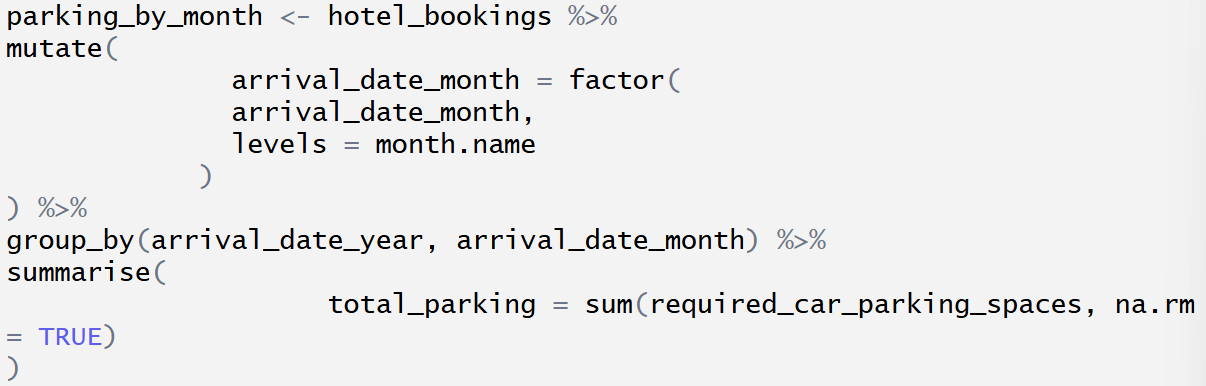 parking_by_month <- hotel_bookings %>%
mutate(
arrival_date_month = factor(
arrival_date_month,
levels = month.name
)
) %>%
group_by(arrival_date_year, arrival_date_month) %>%
summarise(
total_parking = sum(required_car_parking_spaces, na.rm
= TRUE)
)